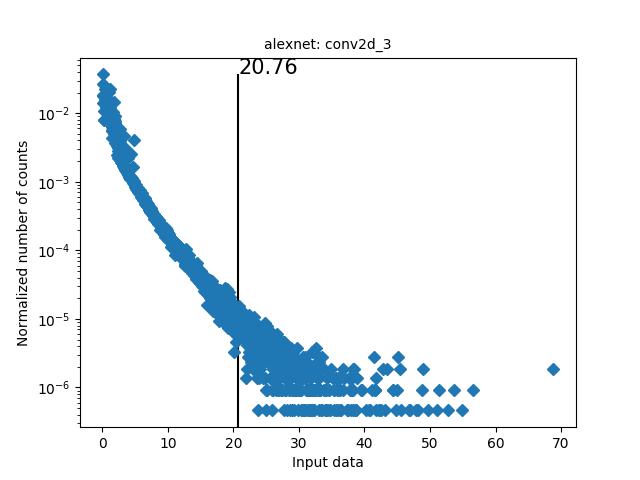 alexnet: conv2d_3
20.76
10⁻²
10⁻³
10⁻⁴
10⁻⁵
10⁻⁶
Normalized number of counts
0 10 20 30 40 50 60 70
Input data